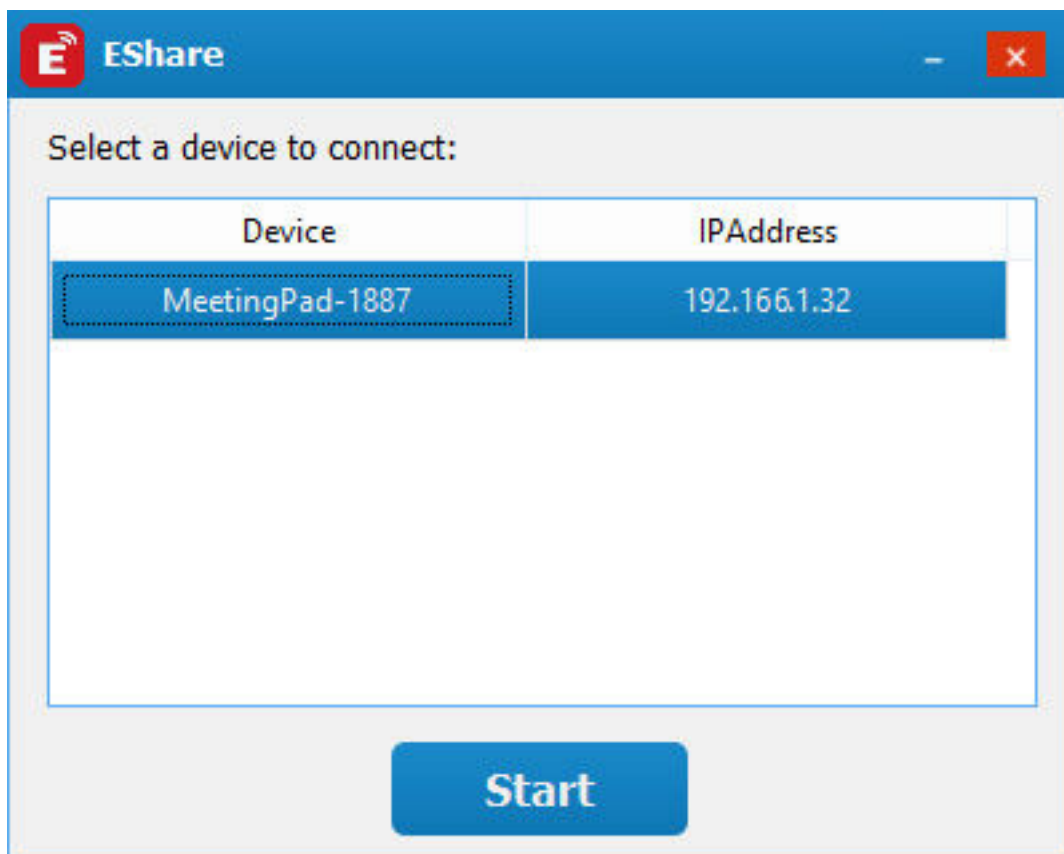 E EShare
Select a device to connect:
Device IPAddress
MeetingPad-1887 192.166.1.32
Start